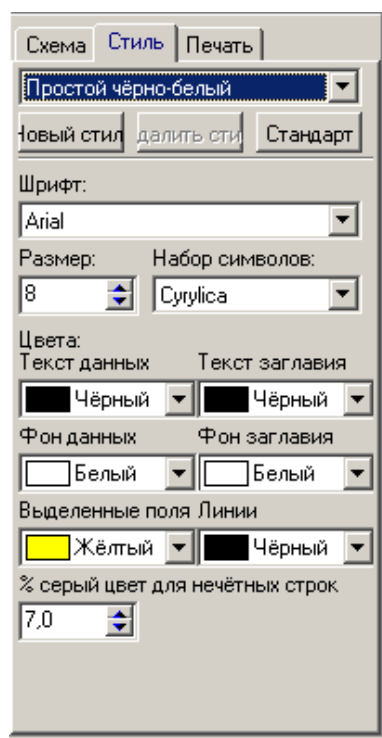 Схема Стиль Печать
Простой чёрно-белый
Новый стил далить сти Стандарт
Шрифт:
Arial
Размер: Набор символов:
8 Cyrylica
Цвета:
Текст данных Текст заглавия
Чёрный Чёрный
Фон данных Фон заглавия
Белый Белый
Выделенные поля Линии
Жёлтый Чёрный
% серый цвет для нечётных строк
7,0